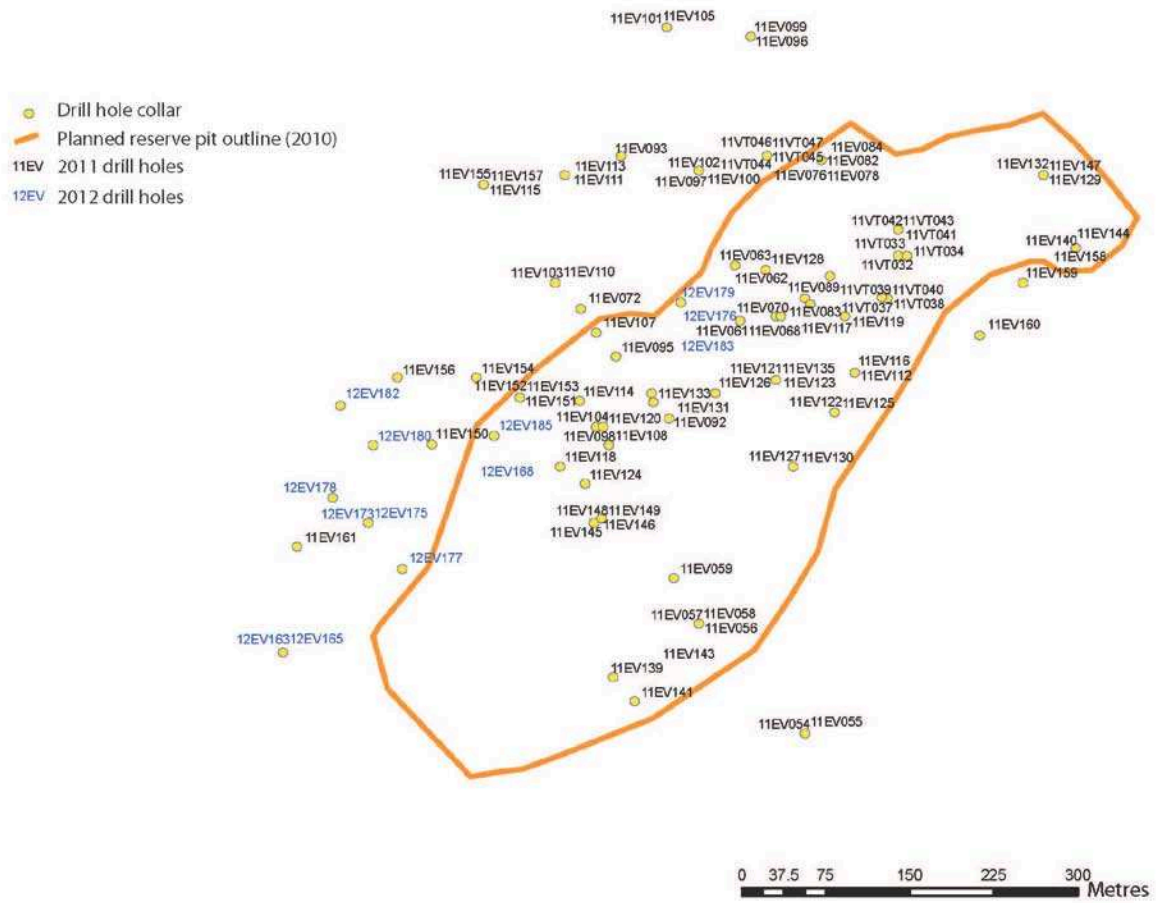 11EV101 11EV105
11EV099
11EV096
Drill hole collar
Planned reserve pit outline (2010)
11EV 2011 drill holes
12EV 2012 drill holes
11EV093
11EV113
11EV111
11EV155 11EV157
11EV115
11EV102
11EV097 11EV100
11VT046 11VT047
11VT044 11VT045
11EV084
11EV082
11EV076 11EV078
11EV132 11EV147
11EV129
11VT042 11VT043
11VT041
11VT033 11VT034
11VT032
11EV144
11EV140
11EV158
11EV159
11EV160
11EV063
11EV128
11EV062
11EV103 11EV110
11EV072
12EV179
12EV176
12EV183
11EV089
11VT039 11VT040
11VT038
11VT037
11EV070 11EV083
11EV061 11EV068 11EV117 11EV119
11EV107
11EV095
11EV156
11EV154
12EV182
11EV152 11EV153
11EV151
11EV114
11EV133
11EV131
11EV092
11EV121 11EV135
11EV126 11EV123
11EV116
11EV112
11EV122 11EV125
11EV104 11EV120
11EV098 11EV108
12EV185
12EV180
11EV150
12EV168
11EV118
11EV124
11EV127 11EV130
12EV178
12EV173 12EV175
11EV148 11EV149
11EV145 11EV146
11EV161
12EV177
11EV059
11EV057 11EV058
11EV056
12EV163 12EV165
11EV143
11EV139
11EV141
11EV054 11EV055
0 37.5 75 150 225 300
Metres